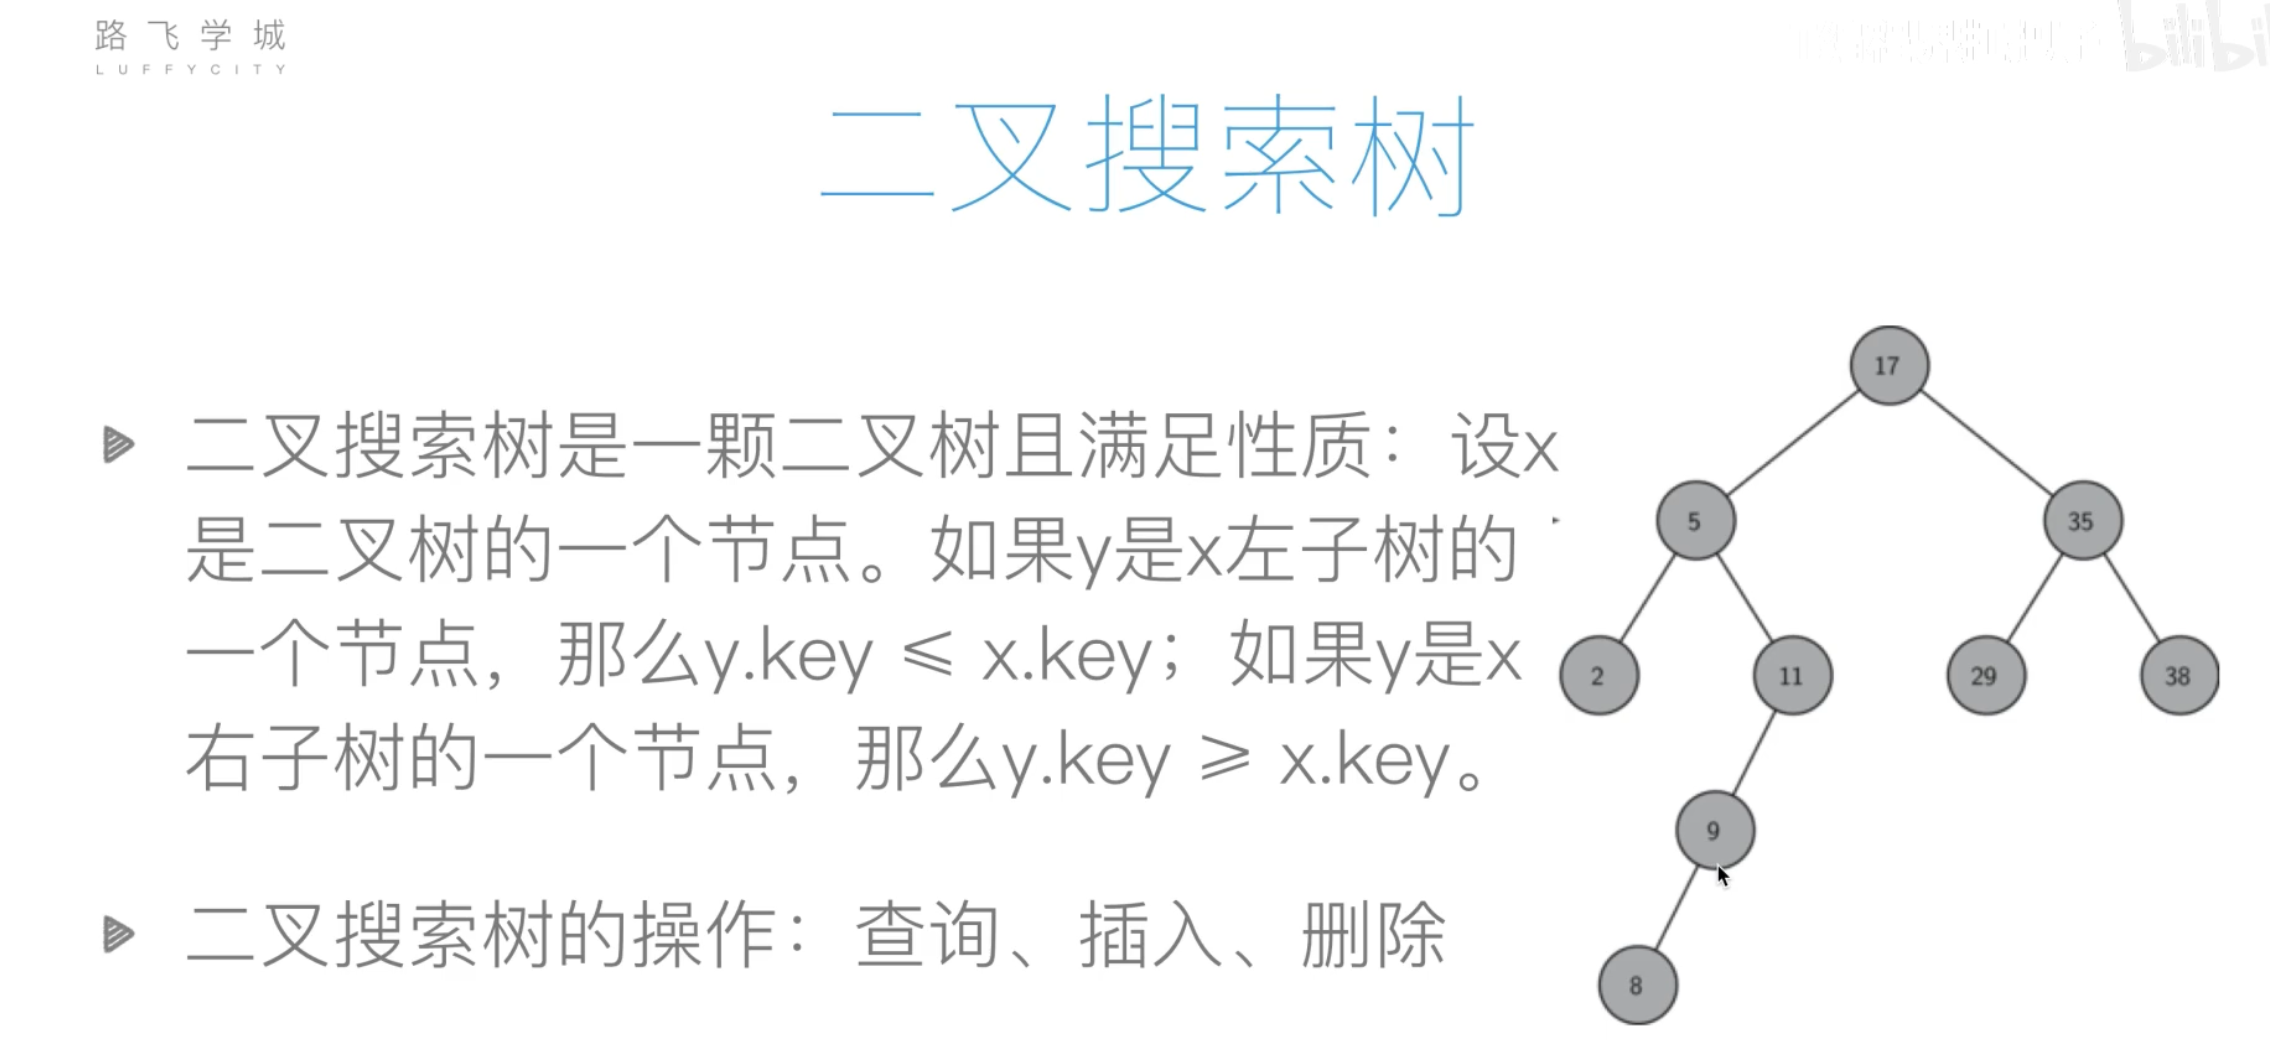 路飞学城
LUFFYCITY
bilibili
二叉搜索树
二叉搜索树是一颗二叉树且满足性质：设x
是二叉树的一个节点。如果y是x左子树的
一个节点，那么y.key ≤ x.key；如果y是x
右子树的一个节点，那么y.key ≥ x.key。
二叉搜索树的操作：查询、插入、删除
17
5
35
2
11
29
38
9
8